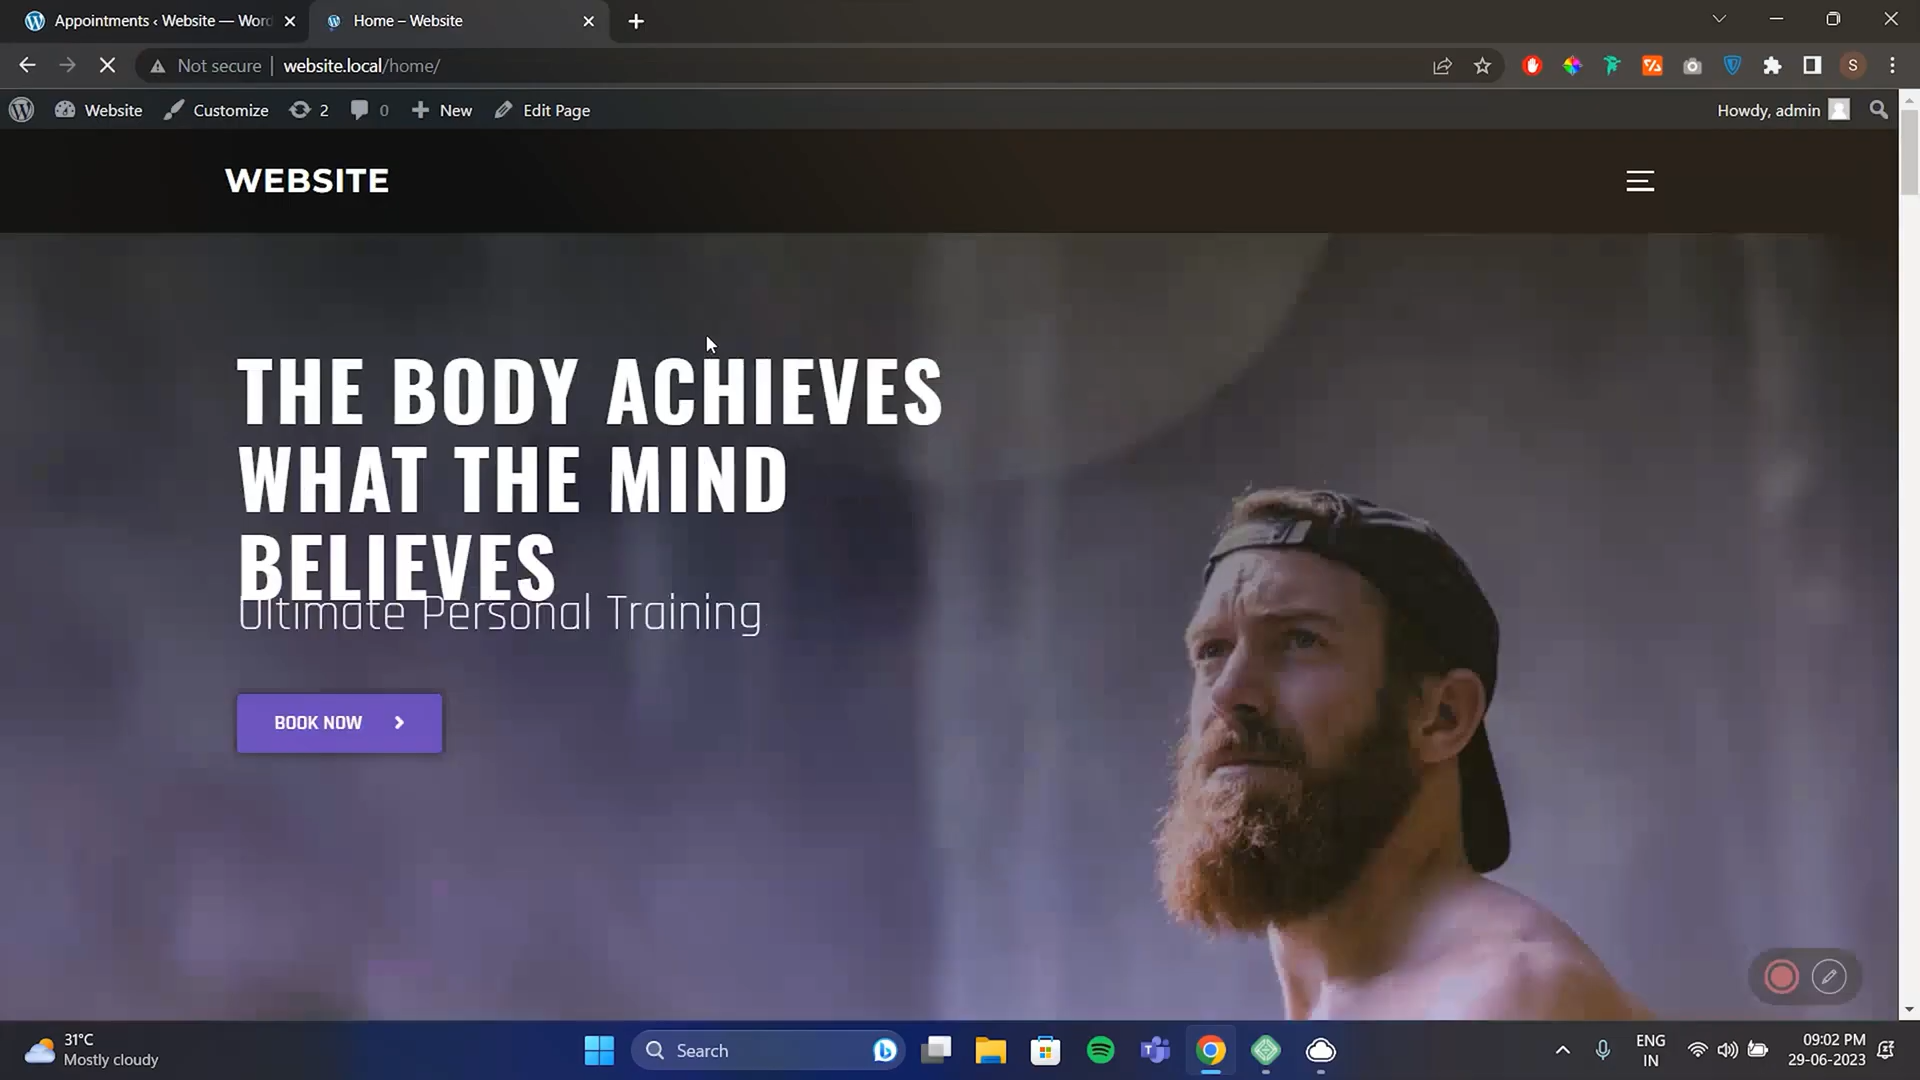 Appointments ‹ Website — Word
Home – Website
Not secure
website.local/home/
S
Website
Customize
2
0
New
Edit Page
Howdy, admin
WEBSITE
THE BODY ACHIEVES
WHAT THE MIND
BELIEVES
Ultimate Personal Training
BOOK NOW
31°C
Mostly cloudy
Search
ENG
IN
09:02 PM
29-06-2023